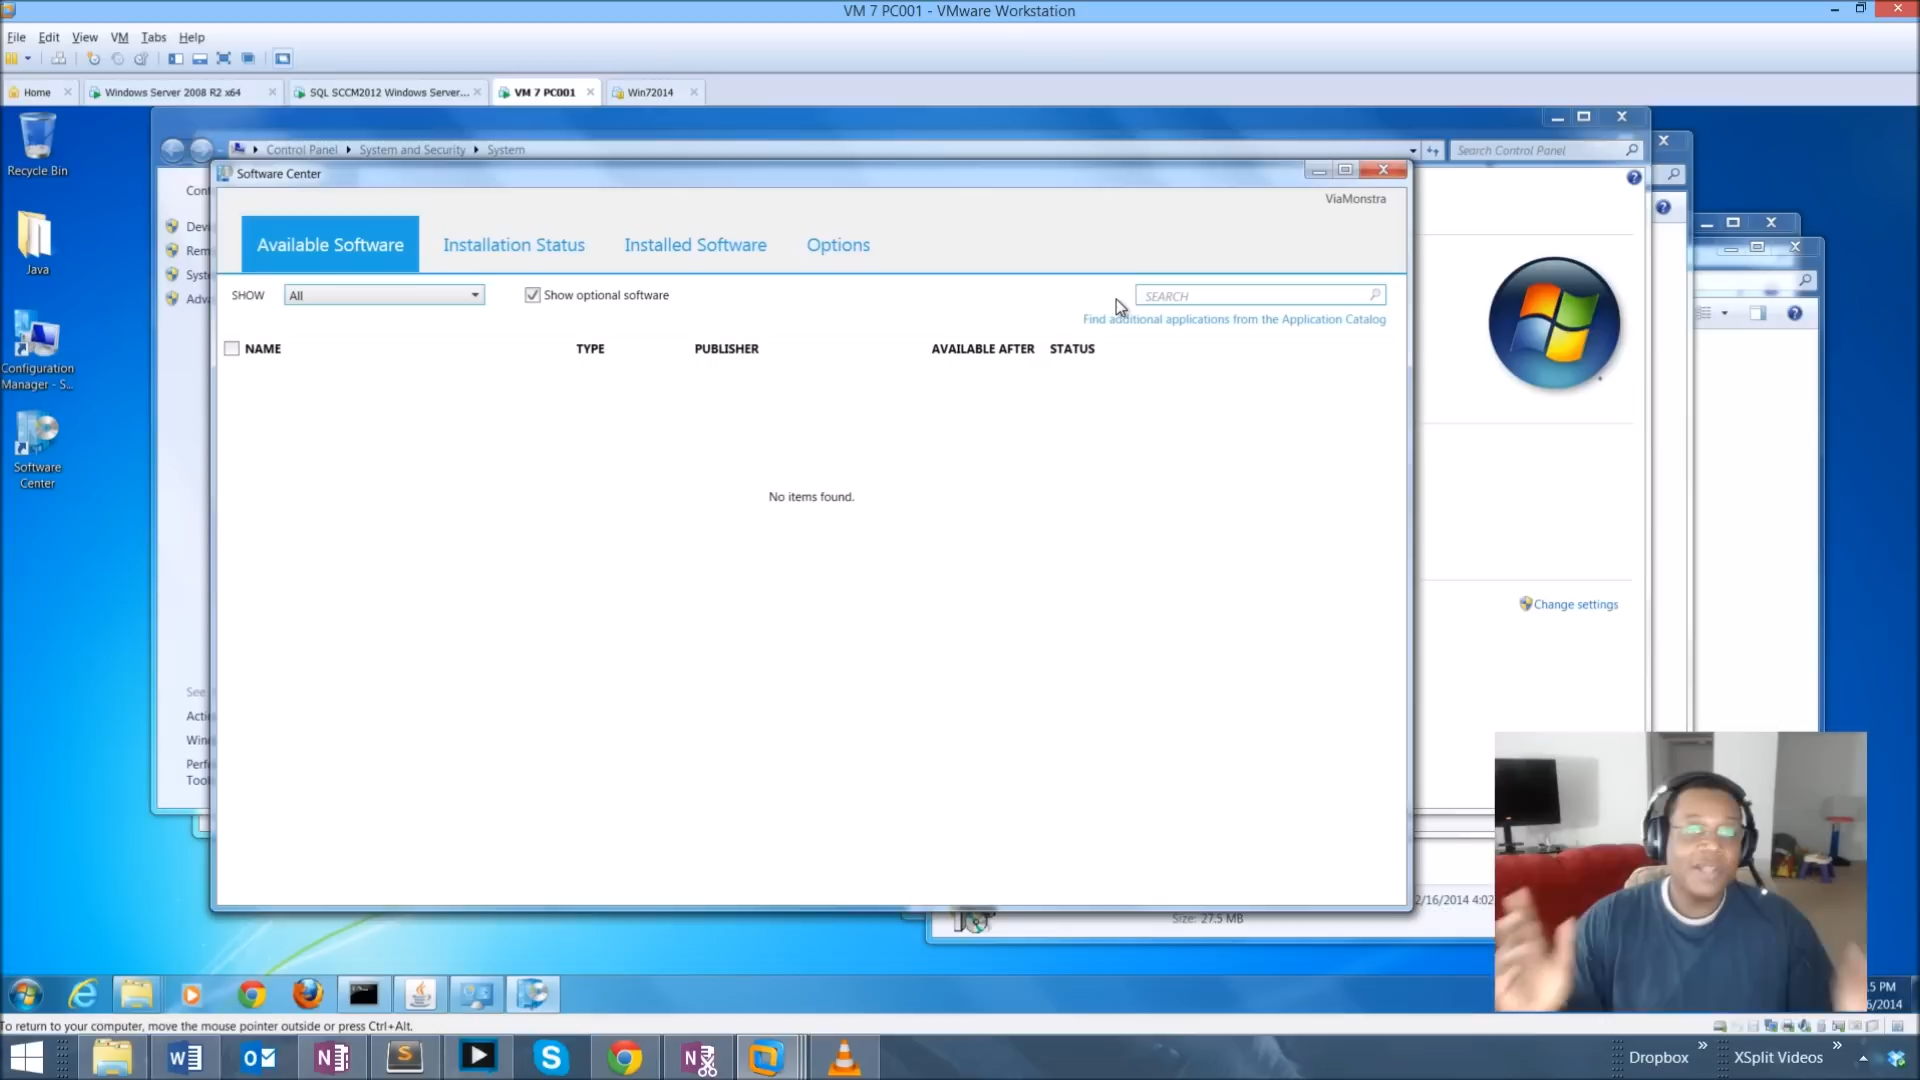 VM 7 PC001 - VMware Workstation
File Edit View VM Tabs Help
Home Windows Server 2008 R2 x64 SQL SCCM2012 Windows Server... VM 7 PC001 Win72014
Recycle Bin
Control Panel System and Security System
Search Control Panel
Software Center
ViaMonstra
Available Software Installation Status Installed Software Options
SHOW All Show optional software SEARCH
Find additional applications from the Application Catalog
NAME TYPE PUBLISHER AVAILABLE AFTER STATUS
No items found.
Java
Configuration
Manager - S...
Software
Center
Change settings
See
2/16/2014 4:02
Size: 27.5 MB
5 PM
6/2014
To return to your computer, move the mouse pointer outside or press Ctrl+Alt.
Dropbox XSplit Videos